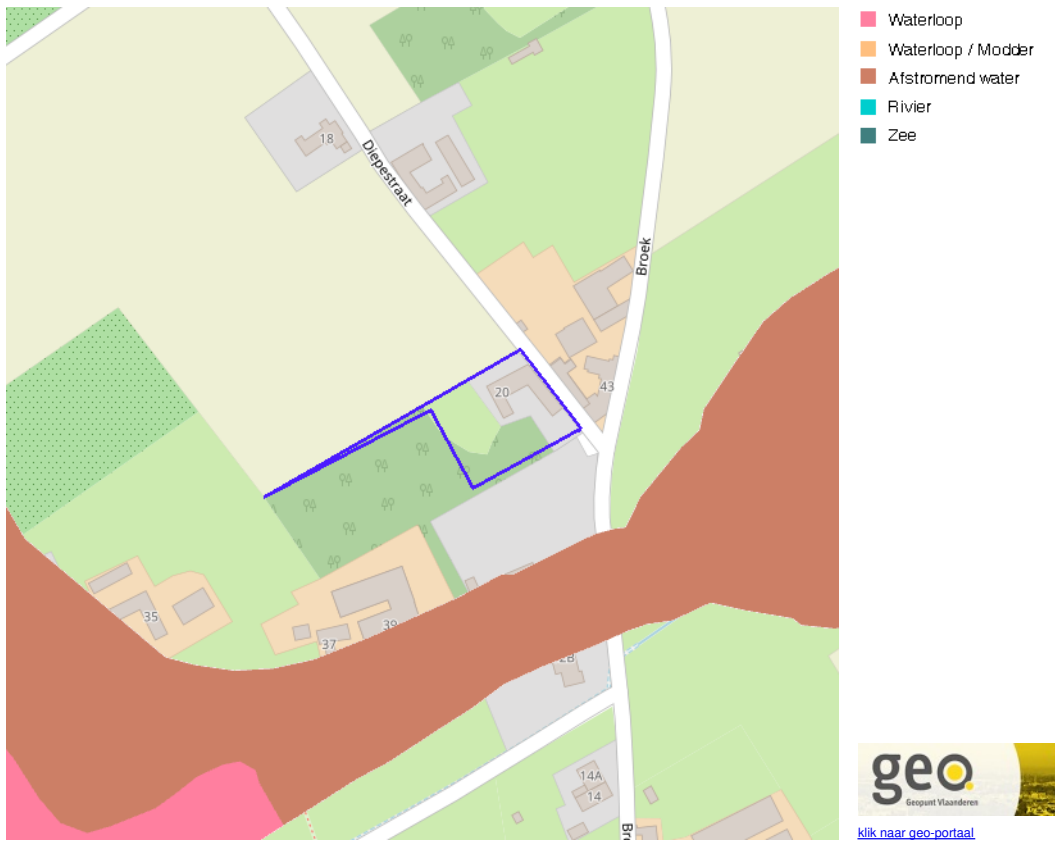 Waterloop
Waterloop / Modder
Afstromend water
Rivier
Zee
18
Diepestraat
Broek
20
43
35
37
39
2B
14A
14
Br
geo.
Geopunt Vlaanderen
klik naar geo-portaal